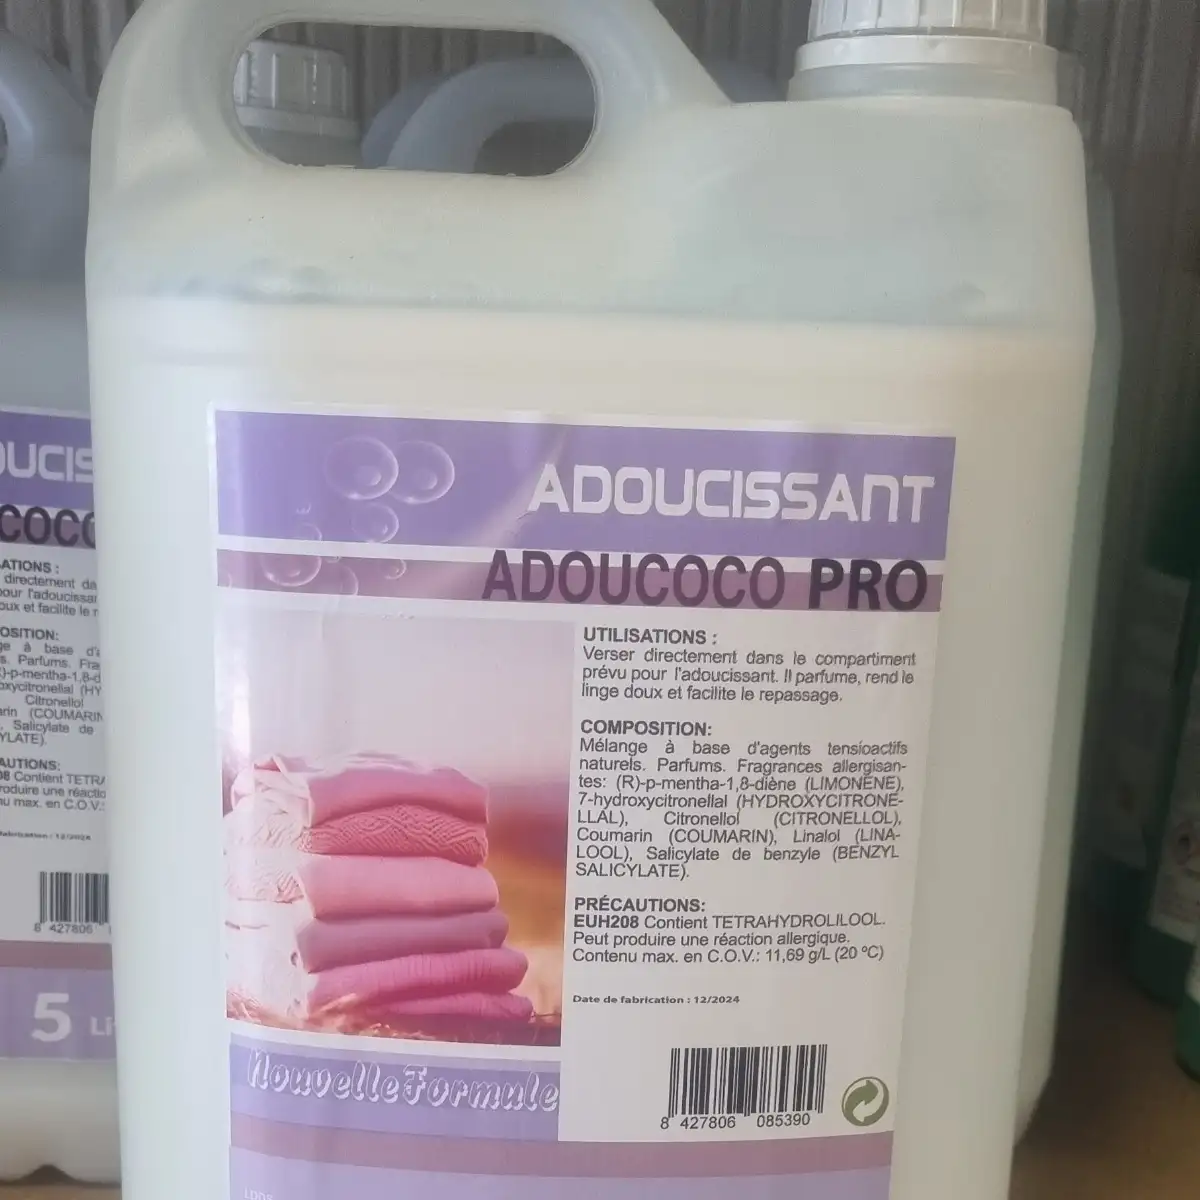 ADOUCISSANT
ADOUCOCO PRO
UTILISATIONS :
Verser directement dans le compartiment
prévu pour l'adoucissant. Il parfume, rend le
linge doux et facilite le repassage.
COMPOSITION:
Mélange à base d'agents tensioactifs
naturels. Parfums. Fragrances allergisan-
tes: (R)-p-mentha-1,8-diène (LIMONENE),
7-hydroxycitronellal (HYDROXYCITRONE-
LLAL), Citronellol (CITRONELLOL),
Coumarin (COUMARIN), Linalol (LINA-
LOOL), Salicylate de benzyle (BENZYL
SALICYLATE).
PRÉCAUTIONS:
EUH208 Contient TETRAHYDROLILOOL.
Peut produire une réaction allergique.
Contenu max. en C.O.V.: 11,69 g/L (20 ºC)
Date de fabrication : 12/2024
Nouvelle Formule
8 427806 085390
5